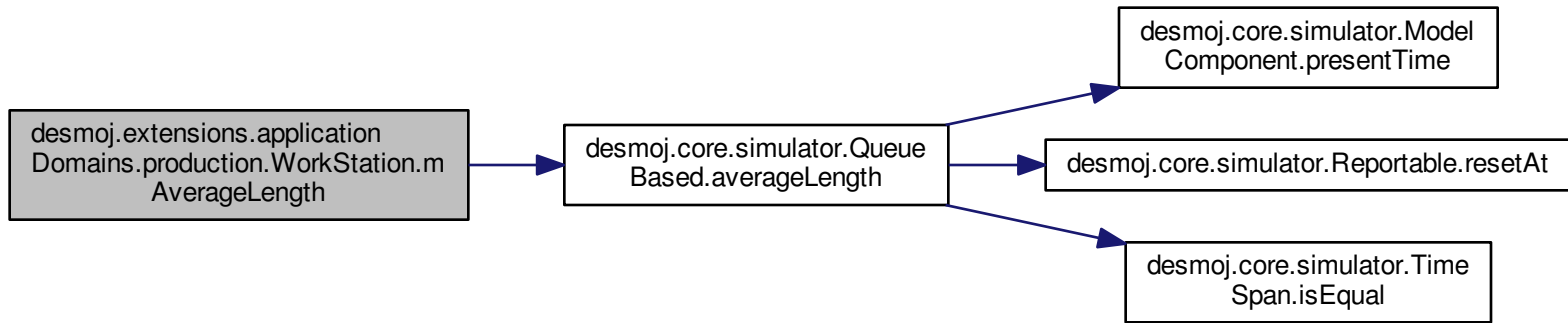 desmoj.extensions.application
Domains.production.WorkStation.m
AverageLength
desmoj.core.simulator.Queue
Based.averageLength
desmoj.core.simulator.Model
Component.presentTime
desmoj.core.simulator.Reportable.resetAt
desmoj.core.simulator.Time
Span.isEqual